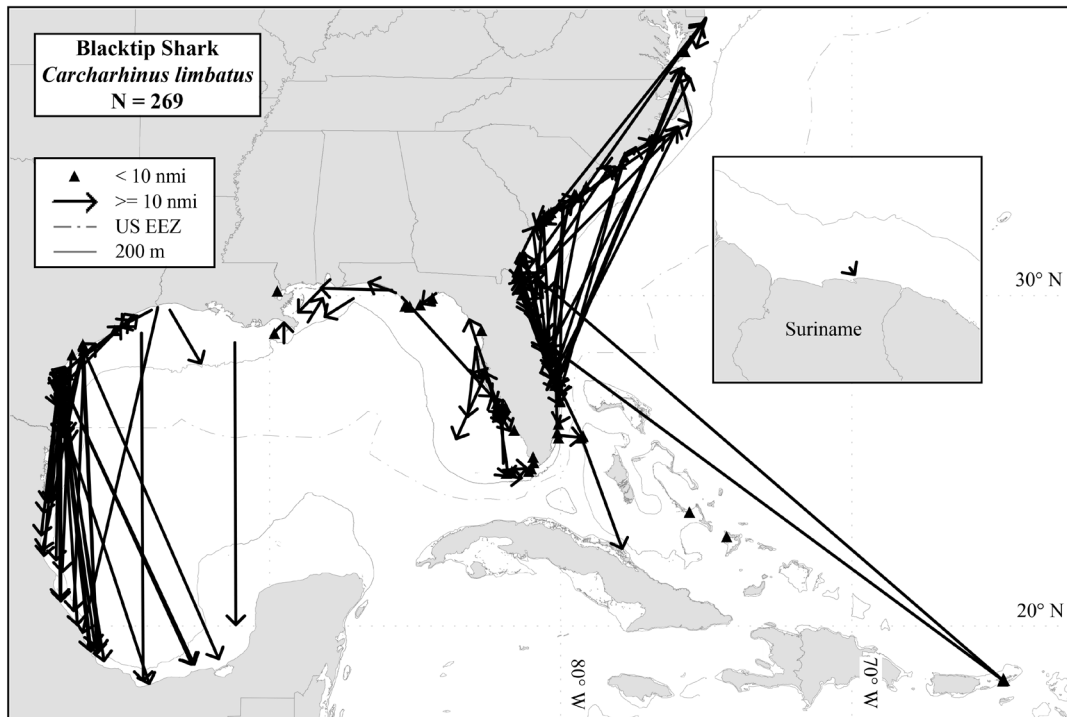 Blacktip Shark
Carcharhinus limbatus
N = 269
< 10 nmi
>= 10 nmi
US EEZ
200 m
Suriname
30° N
20° N
80° W
70° W